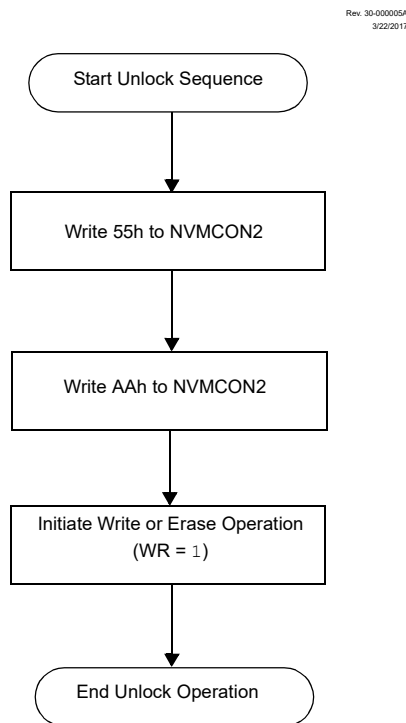 Rev. 30-000005A
3/22/2017
Start Unlock Sequence
Write 55h to NVMCON2
Write AAh to NVMCON2
Initiate Write or Erase Operation
(WR = 1)
End Unlock Operation